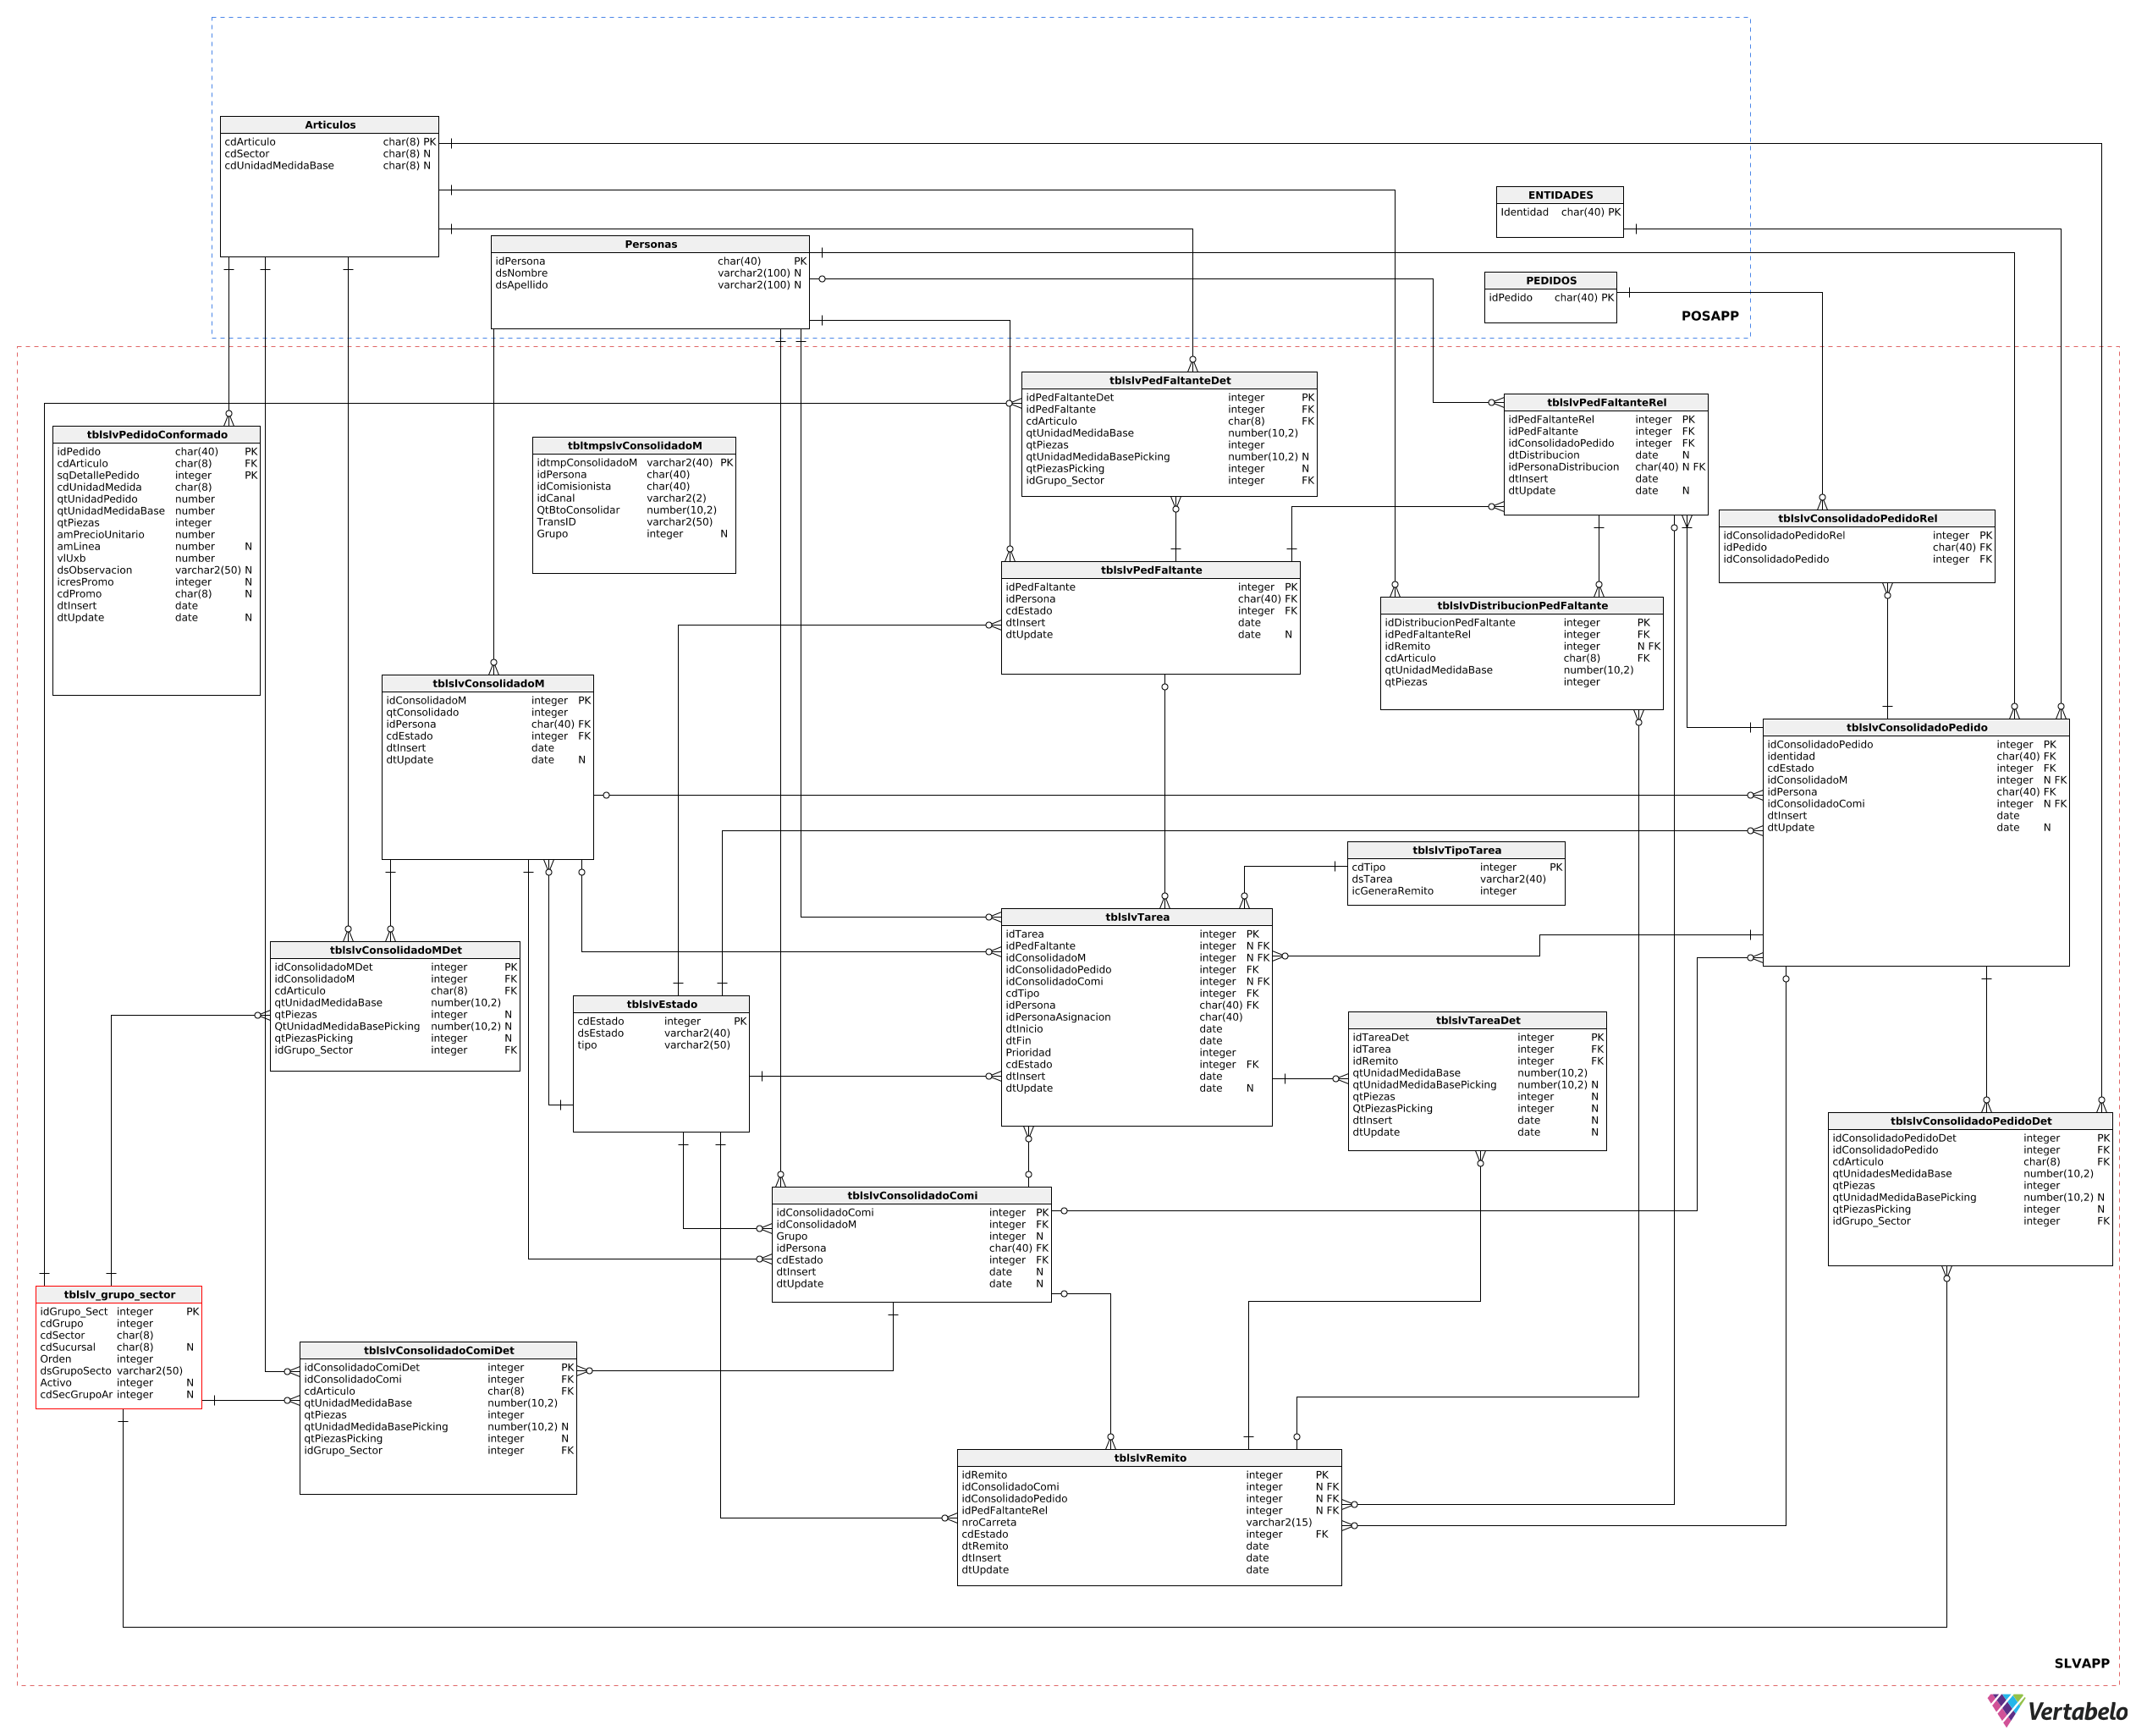 Articulos
cdArticulo char(8) PK
cdSector char(8) N
cdUnidadMedidaBase char(8) N
ENTIDADES
Identidad char(40) PK
Personas
idPersona char(40) PK
dsNombre varchar2(100) N
dsApellido varchar2(100) N
PEDIDOS
idPedido char(40) PK
POSAPP
tblslvPedFaltanteDet
idPedFaltanteDet integer PK
idPedFaltante integer FK
cdArticulo char(8) FK
qtUnidadMedidaBase number(10,2)
qtPiezas integer
qtUnidadMedidaBasePicking number(10,2) N
qtPiezasPicking integer N
idGrupo_Sector integer FK
tblslvPedFaltanteRel
idPedFaltanteRel integer PK
idPedFaltante integer FK
idConsolidadoPedido integer FK
dtDistribucion date N
idPersonaDistribucion char(40) N FK
dtInsert date
dtUpdate date N
tblslvPedidoConformado
idPedido char(40) PK
cdArticulo char(8) FK
sqDetallePedido integer PK
cdUnidadMedida char(8)
qtUnidadPedido number
qtUnidadMedidaBase number
qtPiezas integer
amPrecioUnitario number
amLinea number N
vlUxb number
dsObservacion varchar2(50) N
icresPromo integer N
cdPromo char(8) N
dtInsert date
dtUpdate date N
tbltmpslvConsolidadoM
idtmpConsolidadoM varchar2(40) PK
idPersona char(40)
idComisionista char(40)
idCanal varchar2(2)
QtBtoConsolidar number(10,2)
TransID varchar2(50)
Grupo integer N
tblslvConsolidadoPedidoRel
idConsolidadoPedidoRel integer PK
idPedido char(40) FK
idConsolidadoPedido integer FK
tblslvPedFaltante
idPedFaltante integer PK
idPersona char(40) FK
cdEstado integer FK
dtInsert date
dtUpdate date N
tblslvDistribucionPedFaltante
idDistribucionPedFaltante integer PK
idPedFaltanteRel integer FK
idRemito integer N FK
cdArticulo char(8) FK
qtUnidadMedidaBase number(10,2)
qtPiezas integer
tblslvConsolidadoM
idConsolidadoM integer PK
qtConsolidado integer
idPersona char(40) FK
cdEstado integer FK
dtInsert date
dtUpdate date N
tblslvConsolidadoPedido
idConsolidadoPedido integer PK
identidad char(40) FK
cdEstado integer FK
idConsolidadoM integer N FK
idPersona char(40) FK
idConsolidadoComi integer N FK
dtInsert date
dtUpdate date N
tblslvTipoTarea
cdTipo integer PK
dsTarea varchar2(40)
icGeneraRemito integer
tblslvTarea
idTarea integer PK
idPedFaltante integer N FK
idConsolidadoM integer N FK
idConsolidadoPedido integer FK
idConsolidadoComi integer N FK
cdTipo integer FK
idPersona char(40) FK
idPersonaAsignacion char(40)
dtInicio date
dtFin date
Prioridad integer
cdEstado integer FK
dtInsert date
dtUpdate date N
tblslvConsolidadoMDet
idConsolidadoMDet integer PK
idConsolidadoM integer FK
cdArticulo char(8) FK
qtUnidadMedidaBase number(10,2)
qtPiezas integer N
QtUnidadMedidaBasePicking number(10,2) N
qtPiezasPicking integer N
idGrupo_Sector integer FK
tblslvEstado
cdEstado integer PK
dsEstado varchar2(40)
tipo varchar2(50)
tblslvTareaDet
idTareaDet integer PK
idTarea integer FK
idRemito integer FK
qtUnidadMedidaBase number(10,2)
qtUnidadMedidaBasePicking number(10,2) N
qtPiezas integer N
QtPiezasPicking integer N
dtInsert date N
dtUpdate date N
tblslvConsolidadoPedidoDet
idConsolidadoPedidoDet integer PK
idConsolidadoPedido integer FK
cdArticulo char(8) FK
qtUnidadesMedidaBase number(10,2)
qtPiezas integer
qtUnidadMedidaBasePicking number(10,2) N
qtPiezasPicking integer N
idGrupo_Sector integer FK
tblslvConsolidadoComi
idConsolidadoComi integer PK
idConsolidadoM integer FK
Grupo integer N
idPersona char(40) FK
cdEstado integer FK
dtInsert date N
dtUpdate date N
tblslv_grupo_sector
idGrupo_Sect integer PK
cdGrupo integer
cdSector char(8)
cdSucursal char(8) N
Orden integer
dsGrupoSecto varchar2(50)
Activo integer N
cdSecGrupoAr integer N
tblslvConsolidadoComiDet
idConsolidadoComiDet integer PK
idConsolidadoComi integer FK
cdArticulo char(8) FK
qtUnidadMedidaBase number(10,2)
qtPiezas integer
qtUnidadMedidaBasePicking number(10,2) N
qtPiezasPicking integer N
idGrupo_Sector integer FK
tblslvRemito
idRemito integer PK
idConsolidadoComi integer N FK
idConsolidadoPedido integer N FK
idPedFaltanteRel integer N FK
nroCarreta varchar2(15)
cdEstado integer FK
dtRemito date
dtInsert date
dtUpdate date
SLVAPP
Vertabelo